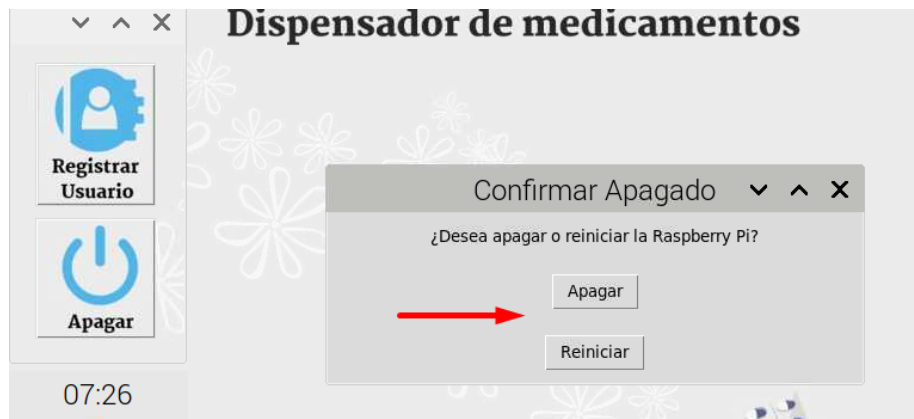 Dispensador de medicamentos
Registrar
Usuario
Apagar
07:26
Confirmar Apagado
¿Desea apagar o reiniciar la Raspberry Pi?
Apagar
Reiniciar